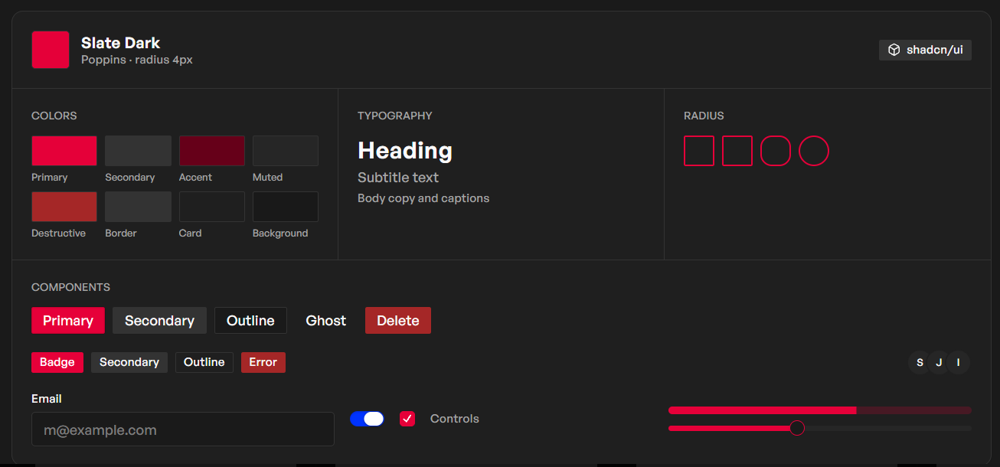 Slate Dark
Poppins · radius 4px
shadcn/ui
COLORS
Primary
Secondary
Accent
Muted
Destructive
Border
Card
Background
TYPOGRAPHY
Heading
Subtitle text
Body copy and captions
RADIUS
COMPONENTS
Primary
Secondary
Outline
Ghost
Delete
Badge
Secondary
Outline
Error
S
J
I
Email
m@example.com
Controls